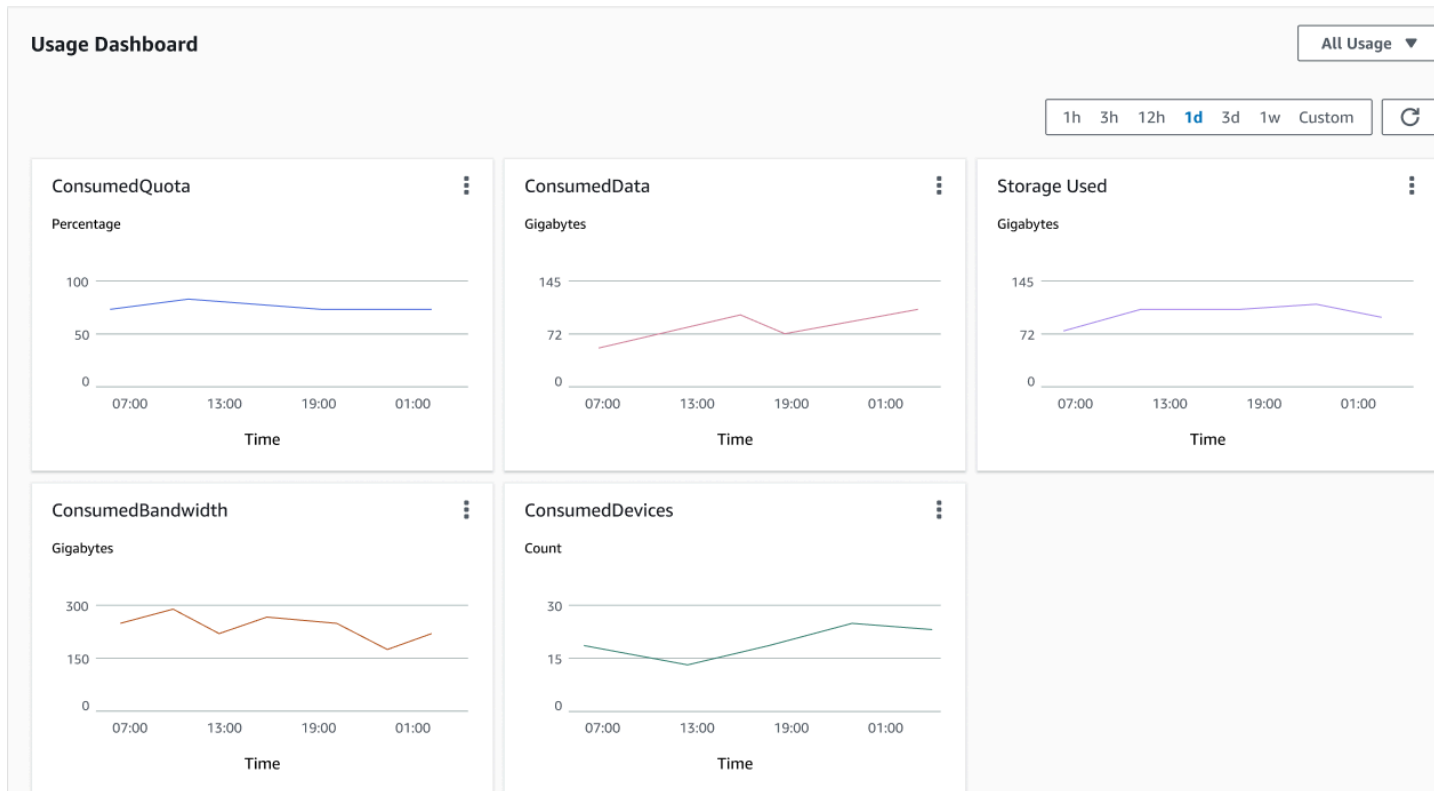 Usage Dashboard
All Usage
1h 3h 12h 1d 3d 1w Custom
ConsumedQuota
Percentage
100
50
0
07:00 13:00 19:00 01:00
Time
ConsumedData
Gigabytes
145
72
0
07:00 13:00 19:00 01:00
Time
Storage Used
Gigabytes
145
72
0
07:00 13:00 19:00 01:00
Time
ConsumedBandwidth
Gigabytes
300
150
0
07:00 13:00 19:00 01:00
Time
ConsumedDevices
Count
30
15
0
07:00 13:00 19:00 01:00
Time